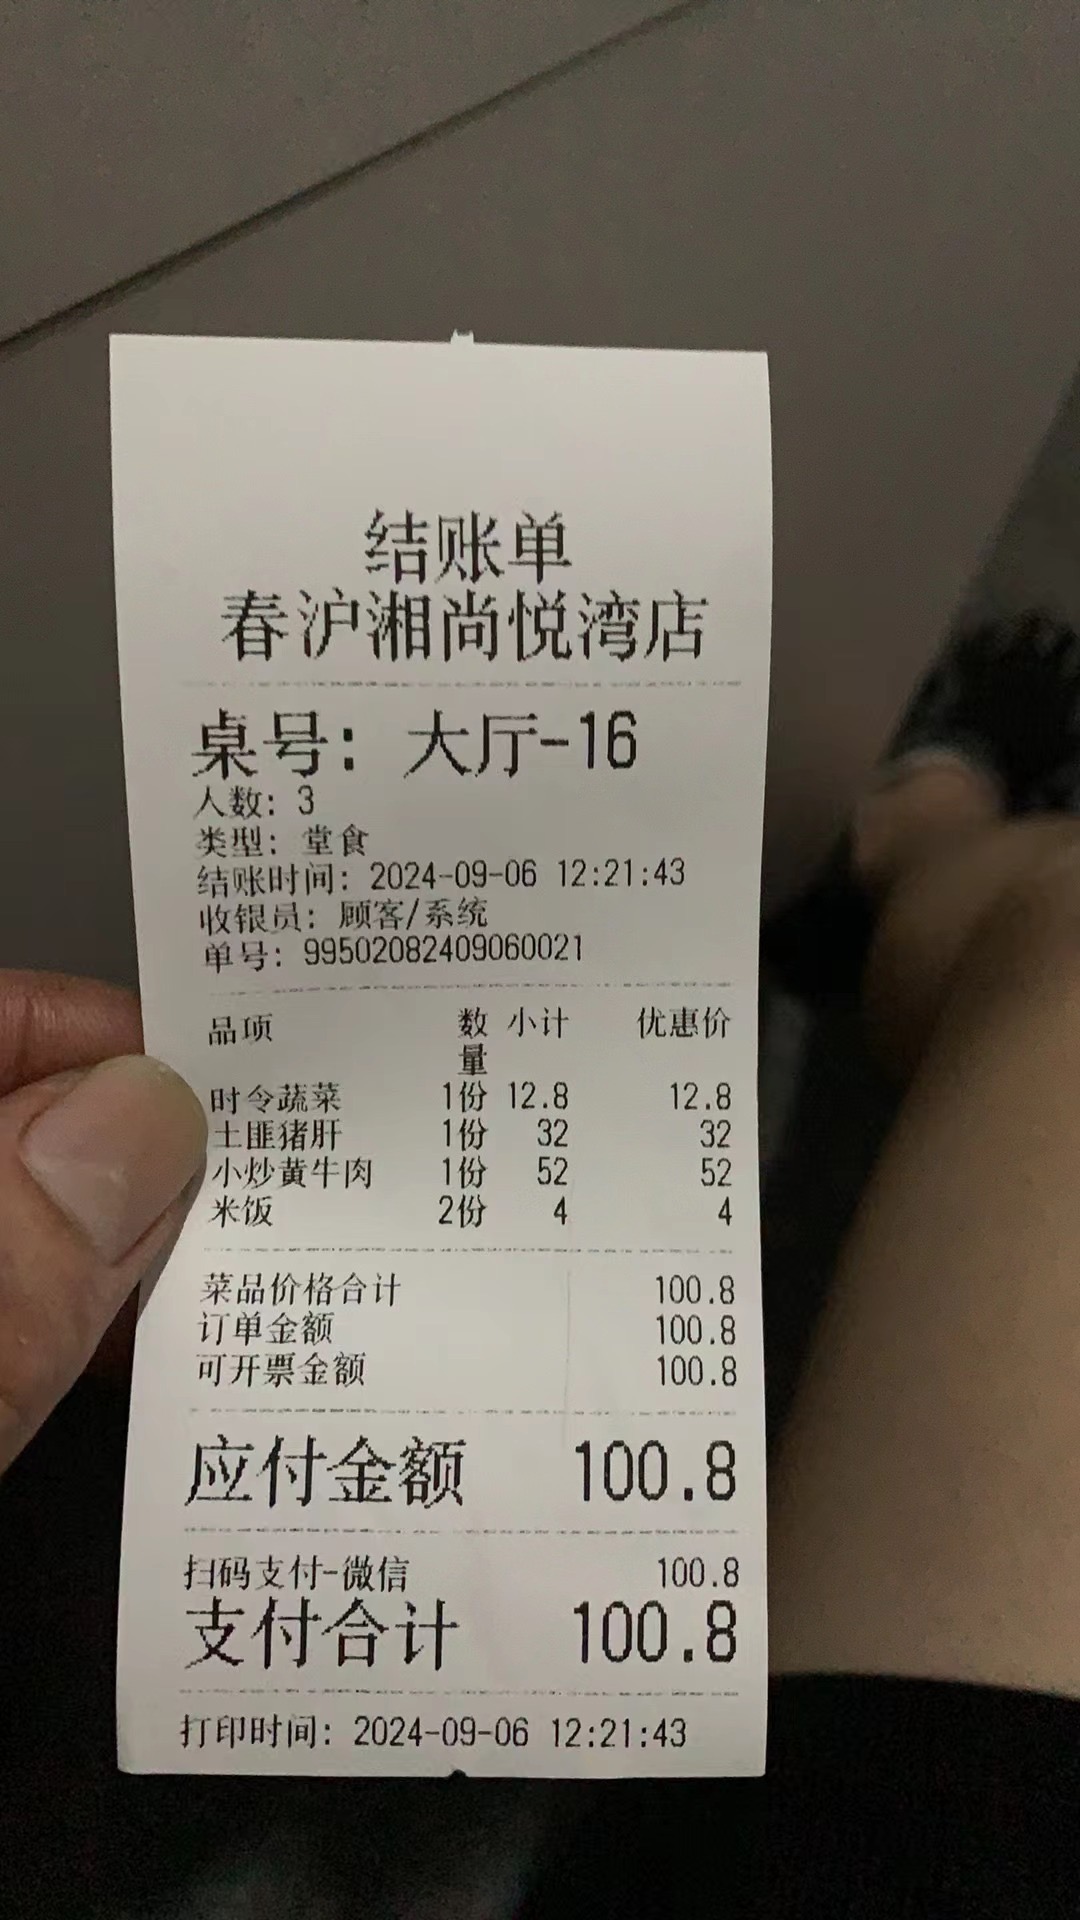 结账单
春沪湘尚悦湾店
桌号: 大厅-16
人数: 3
类型: 堂食
结账时间: 2024-09-06 12:21:43
收银员: 顾客/系统
单号: 99502082409060021
品项 数量 小计 优惠价
时令蔬菜 1份 12.8 12.8
土匪猪肝 1份 32 32
小炒黄牛肉 1份 52 52
米饭 2份 4 4
菜品价格合计 100.8
订单金额 100.8
可开票金额 100.8
应付金额 100.8
扫码支付-微信 100.8
支付合计 100.8
打印时间: 2024-09-06 12:21:43